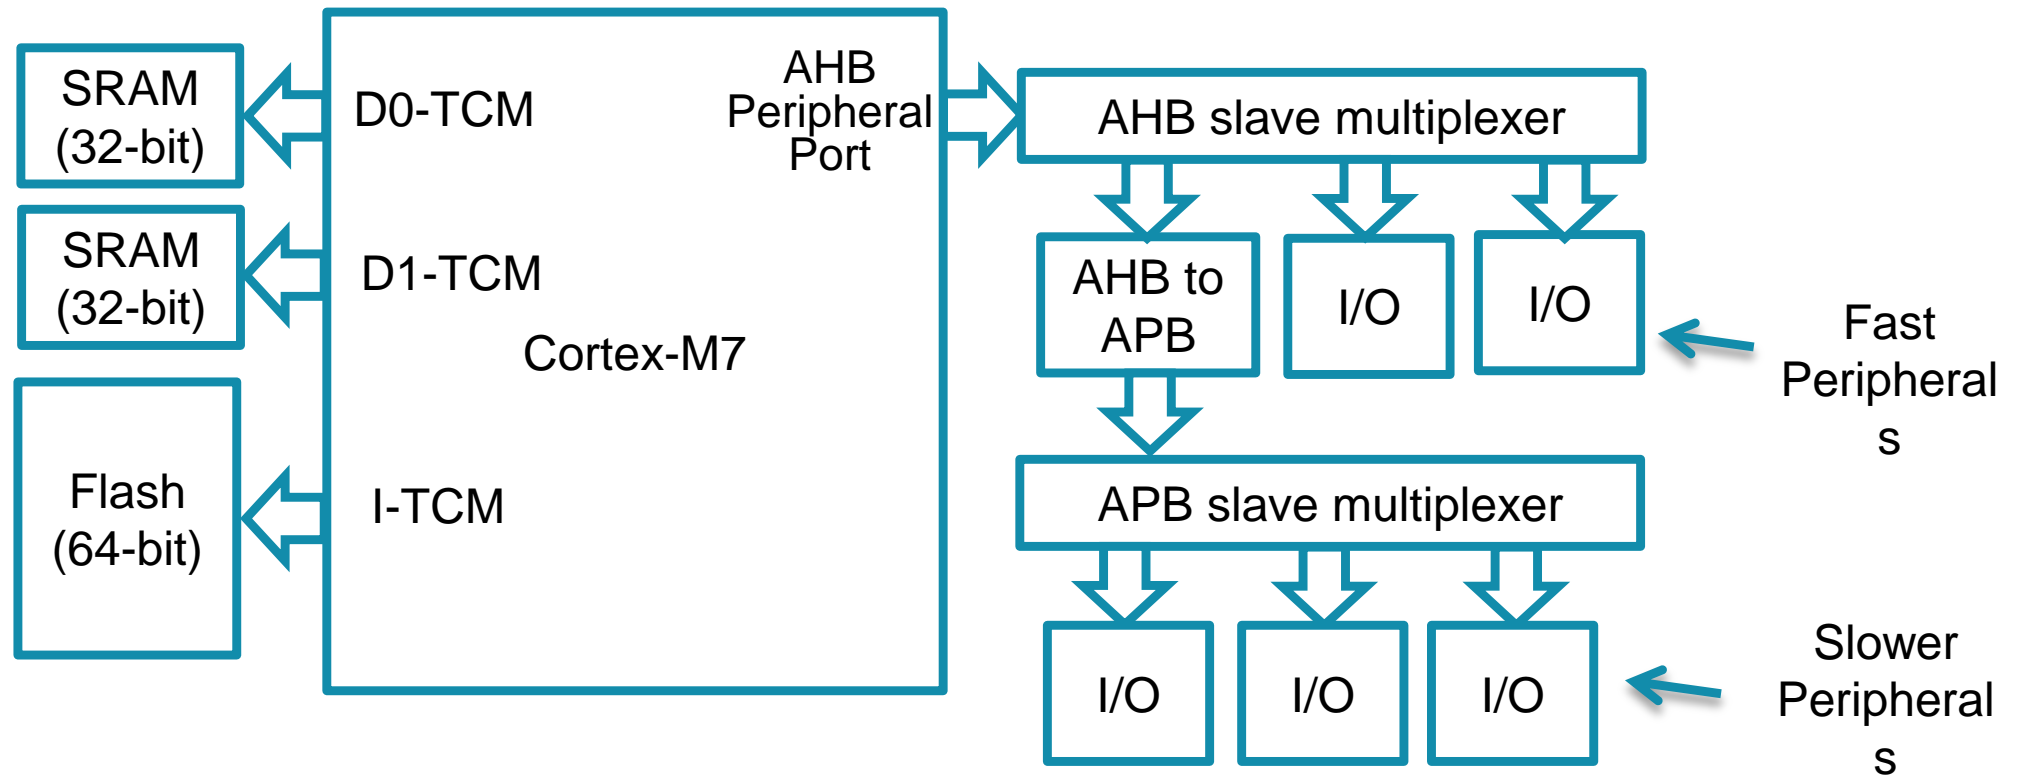 SRAM
(32-bit)
SRAM
(32-bit)
Flash
(64-bit)
D0-TCM
D1-TCM
Cortex-M7
I-TCM
AHB
Peripheral
Port
AHB slave multiplexer
AHB to
APB
I/O
I/O
Fast
Peripheral
s
APB slave multiplexer
I/O
I/O
I/O
Slower
Peripheral
s